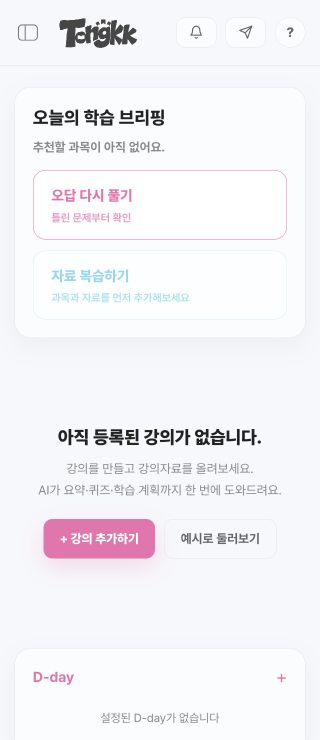 Tongkk
?
오늘의 학습 브리핑
추천할 과목이 아직 없어요.
오답 다시 풀기
틀린 문제부터 확인
자료 복습하기
과목과 자료를 먼저 추가해보세요
아직 등록된 강의가 없습니다.
강의를 만들고 강의자료를 올려보세요.
AI가 요약·퀴즈·학습 계획까지 한 번에 도와드려요.
+ 강의 추가하기
예시로 둘러보기
D-day
+
설정된 D-day가 없습니다